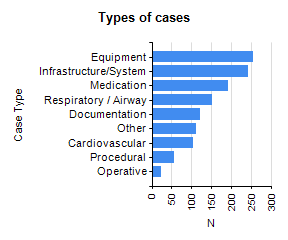 Types of cases
Case Type
Equipment
Infrastructure/System
Medication
Respiratory / Airway
Documentation
Other
Cardiovascular
Procedural
Operative
0 50 100 150 200 250 300
N